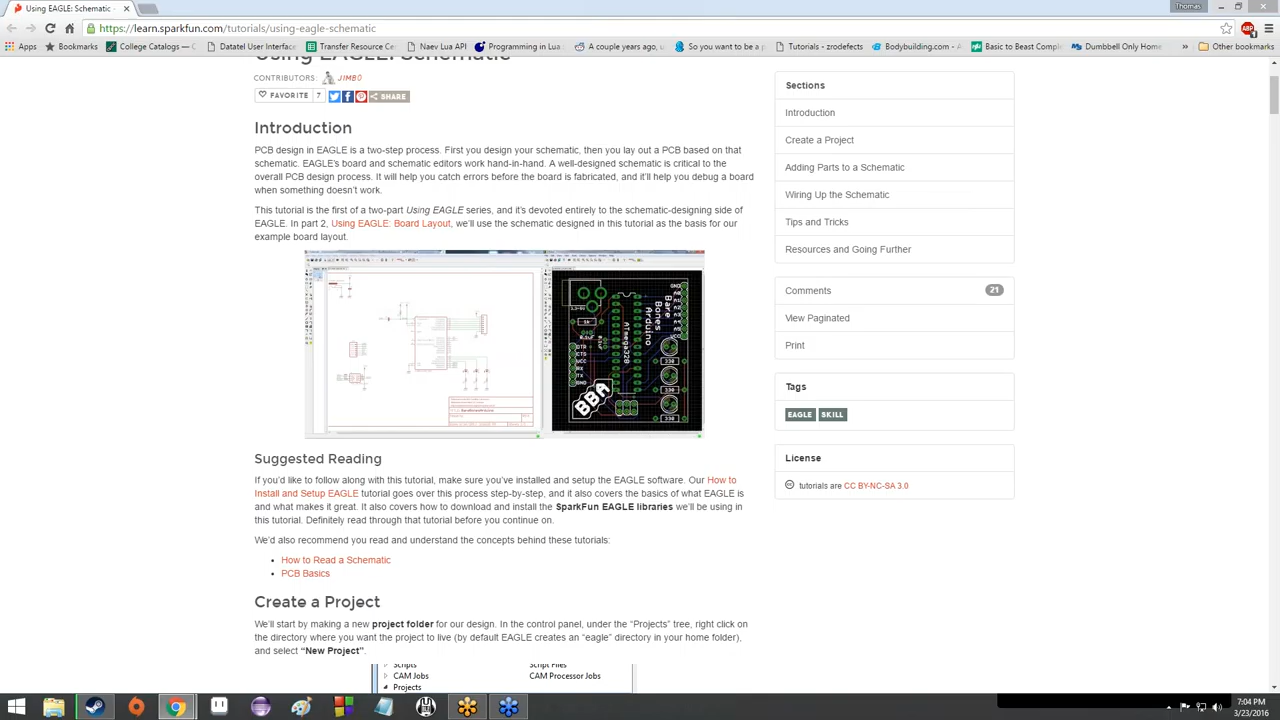 Using EAGLE: Schematic -
Thomas
https://learn.sparkfun.com/tutorials/using-eagle-schematic
Apps
Bookmarks
College Catalogs - T
Datatel User Interface
Transfer Resource Ce
Naev Lua API
Programming in Lua
A couple years ago, u
So you want to be a p
Tutorials - zrodefects
Bodybuilding.com -
Basic to Beast Comple
Dumbbell Only Home
»
Other bookmarks
Using EAGLE: Schematic
CONTRIBUTORS: JIMB0
FAVORITE 7 SHARE
Introduction
PCB design in EAGLE is a two-step process. First you design your schematic, then you lay out a PCB based on that
schematic. EAGLE's board and schematic editors work hand-in-hand. A well-designed schematic is critical to the
overall PCB design process. It will help you catch errors before the board is fabricated, and it'll help you debug a board
when something doesn't work.
This tutorial is the first of a two-part Using EAGLE series, and it's devoted entirely to the schematic-designing side of
EAGLE. In part 2, Using EAGLE: Board Layout, we'll use the schematic designed in this tutorial as the basis for our
example board layout.
Bare
Bones
Arduino
ATmega328
BBA
330
330
330
Suggested Reading
If you'd like to follow along with this tutorial, make sure you've installed and setup the EAGLE software. Our How to
Install and Setup EAGLE tutorial goes over this process step-by-step, and it also covers the basics of what EAGLE is
and what makes it great. It also covers how to download and install the SparkFun EAGLE libraries we'll be using in
this tutorial. Definitely read through that tutorial before you continue on.
We'd also recommend you read and understand the concepts behind these tutorials:
• How to Read a Schematic
• PCB Basics
Create a Project
We'll start by making a new project folder for our design. In the control panel, under the "Projects" tree, right click on
the directory where you want the project to live (by default EAGLE creates an "eagle" directory in your home folder),
and select "New Project".
Scripts Script Files
CAM Jobs CAM Processor Jobs
Projects
Sections
Introduction
Create a Project
Adding Parts to a Schematic
Wiring Up the Schematic
Tips and Tricks
Resources and Going Further
Comments 21
View Paginated
Print
Tags
EAGLE SKILL
License
tutorials are CC BY-NC-SA 3.0
7:04 PM
3/23/2016